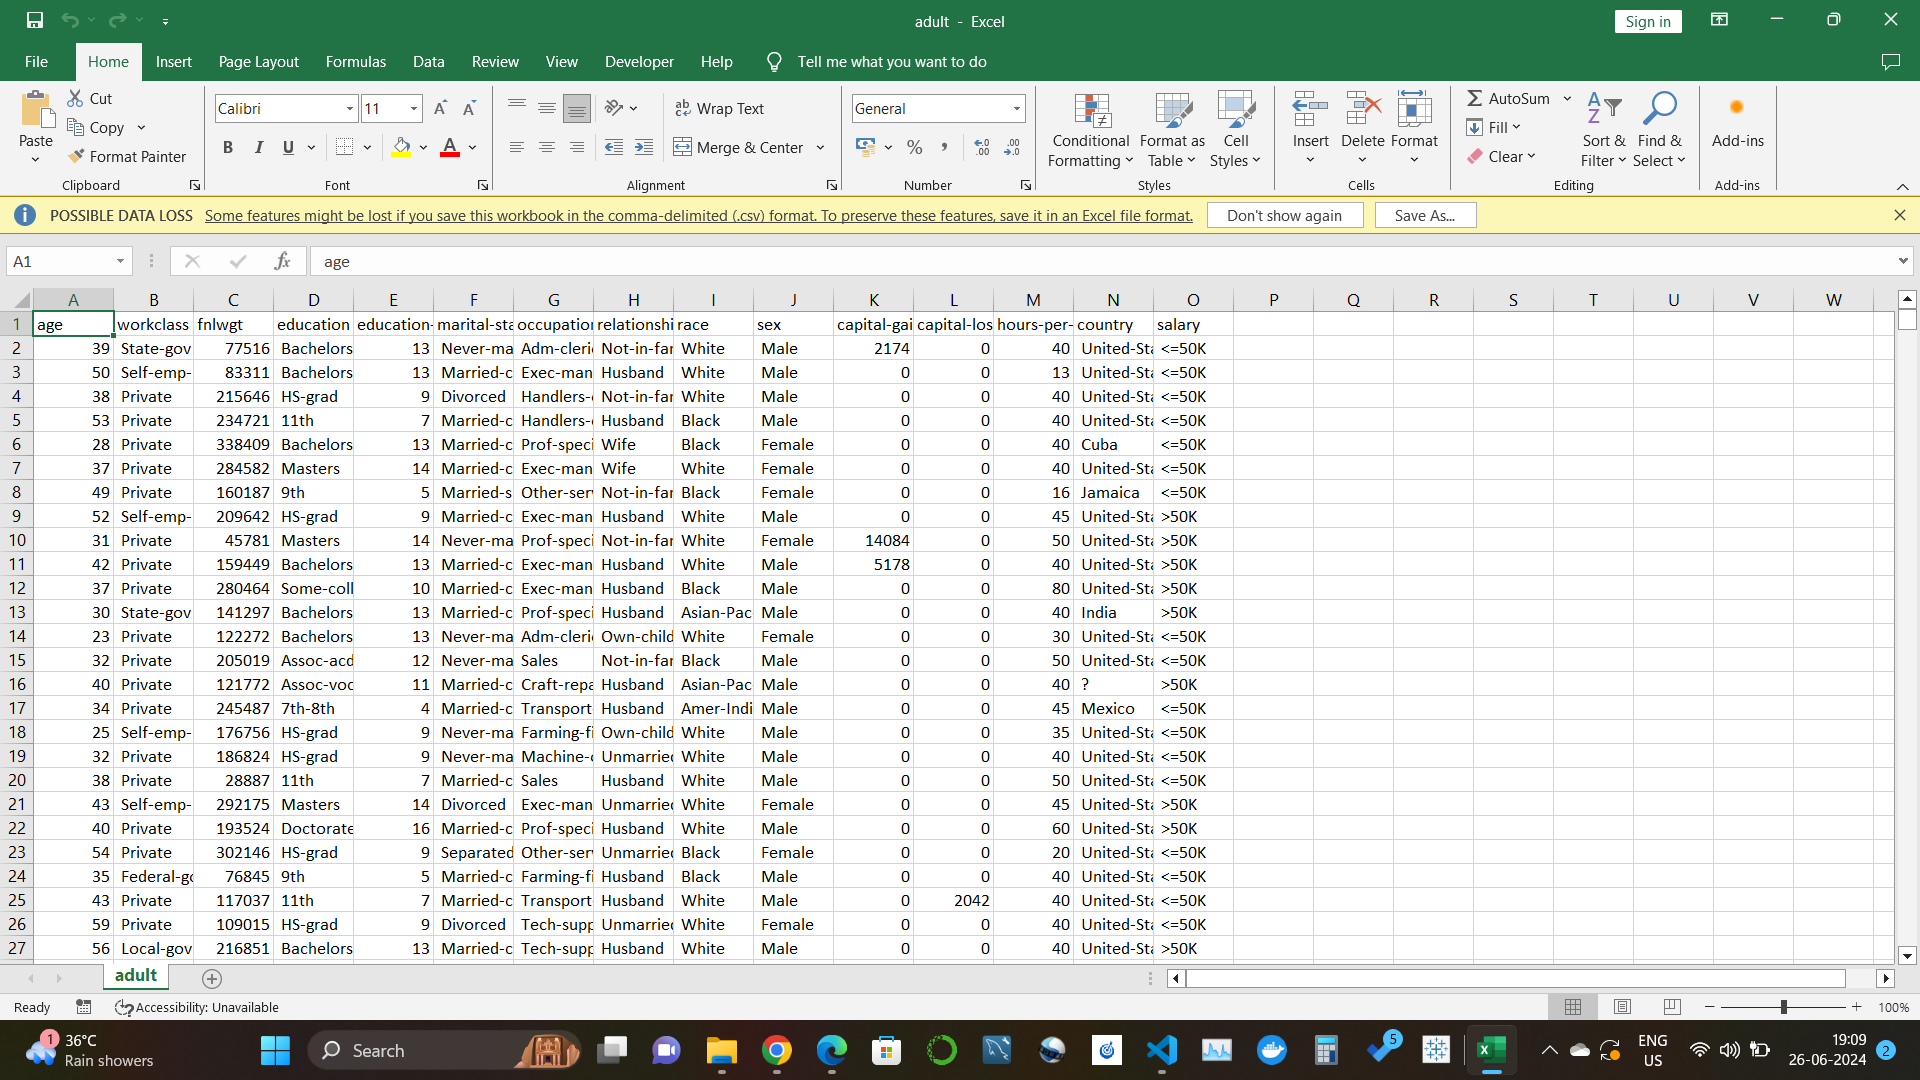 adult - Excel
Sign in
File Home Insert Page Layout Formulas Data Review View Developer Help Tell me what you want to do
Paste
Cut
Copy
Format Painter
Clipboard
Calibri 11
B I U A
Font
ab Wrap Text
Merge & Center
Alignment
General
% ,
Number
Conditional Formatting
Format as Table
Cell Styles
Styles
Insert Delete Format
Cells
AutoSum
Fill
Clear
Sort & Filter
Find & Select
Editing
Add-ins
Add-ins
POSSIBLE DATA LOSS Some features might be lost if you save this workbook in the comma-delimited (.csv) format. To preserve these features, save it in an Excel file format. Don't show again Save As...
A1 fx age
A B C D E F G H I J K L M N O P Q R S T U V W
1 age workclass fnlwgt education education- marital-sta occupation relationshi race sex capital-gai capital-los hours-per- country salary
2 39 State-gov 77516 Bachelors 13 Never-ma Adm-cleri Not-in-far White Male 2174 0 40 United-Sta <=50K
3 50 Self-emp- 83311 Bachelors 13 Married-c Exec-man Husband White Male 0 0 13 United-Sta <=50K
4 38 Private 215646 HS-grad 9 Divorced Handlers- Not-in-far White Male 0 0 40 United-Sta <=50K
5 53 Private 234721 11th 7 Married-c Handlers- Husband Black Male 0 0 40 United-Sta <=50K
6 28 Private 338409 Bachelors 13 Married-c Prof-speci Wife Black Female 0 0 40 Cuba <=50K
7 37 Private 284582 Masters 14 Married-c Exec-man Wife White Female 0 0 40 United-Sta <=50K
8 49 Private 160187 9th 5 Married-s Other-ser Not-in-far Black Female 0 0 16 Jamaica <=50K
9 52 Self-emp- 209642 HS-grad 9 Married-c Exec-man Husband White Male 0 0 45 United-Sta >50K
10 31 Private 45781 Masters 14 Never-ma Prof-speci Not-in-far White Female 14084 0 50 United-Sta >50K
11 42 Private 159449 Bachelors 13 Married-c Exec-man Husband White Male 5178 0 40 United-Sta >50K
12 37 Private 280464 Some-coll 10 Married-c Exec-man Husband Black Male 0 0 80 United-Sta >50K
13 30 State-gov 141297 Bachelors 13 Married-c Prof-speci Husband Asian-Pac Male 0 0 40 India >50K
14 23 Private 122272 Bachelors 13 Never-ma Adm-cleri Own-child White Female 0 0 30 United-Sta <=50K
15 32 Private 205019 Assoc-acd 12 Never-ma Sales Not-in-far Black Male 0 0 50 United-Sta <=50K
16 40 Private 121772 Assoc-voc 11 Married-c Craft-repa Husband Asian-Pac Male 0 0 40 ? >50K
17 34 Private 245487 7th-8th 4 Married-c Transport Husband Amer-Indi Male 0 0 45 Mexico <=50K
18 25 Self-emp- 176756 HS-grad 9 Never-ma Farming-fi Own-child White Male 0 0 35 United-Sta <=50K
19 32 Private 186824 HS-grad 9 Never-ma Machine- Unmarried White Male 0 0 40 United-Sta <=50K
20 38 Private 28887 11th 7 Married-c Sales Husband White Male 0 0 50 United-Sta <=50K
21 43 Self-emp- 292175 Masters 14 Divorced Exec-man Unmarried White Female 0 0 45 United-Sta >50K
22 40 Private 193524 Doctorate 16 Married-c Prof-speci Husband White Male 0 0 60 United-Sta >50K
23 54 Private 302146 HS-grad 9 Separated Other-ser Unmarried Black Female 0 0 20 United-Sta <=50K
24 35 Federal-go 76845 9th 5 Married-c Farming-fi Husband Black Male 0 0 40 United-Sta <=50K
25 43 Private 117037 11th 7 Married-c Transport Husband White Male 0 2042 40 United-Sta <=50K
26 59 Private 109015 HS-grad 9 Divorced Tech-supp Unmarried White Female 0 0 40 United-Sta <=50K
27 56 Local-gov 216851 Bachelors 13 Married-c Tech-supp Husband White Male 0 0 40 United-Sta >50K
adult
Ready Accessibility: Unavailable 100%
1 36°C
Rain showers
Search
5
ENG
US
19:09
26-06-2024
2